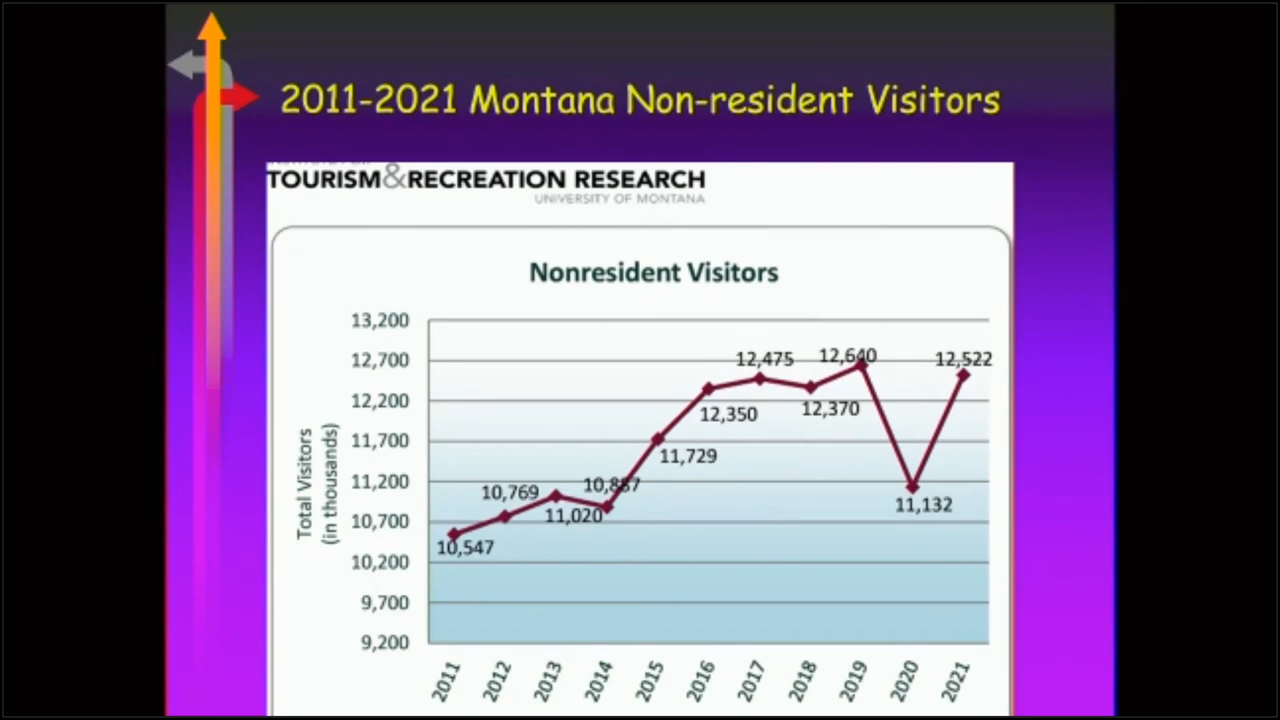 2011-2021 Montana Non-resident Visitors
TOURISM&RECREATION RESEARCH
UNIVERSITY OF MONTANA
Nonresident Visitors
Total Visitors
(in thousands)
13,200
12,700
12,200
11,700
11,200
10,700
10,200
9,700
9,200
10,547
10,769
11,020
10,887
11,729
12,350
12,475
12,370
12,640
11,132
12,522
2011 2012 2013 2014 2015 2016 2017 2018 2019 2020 2021